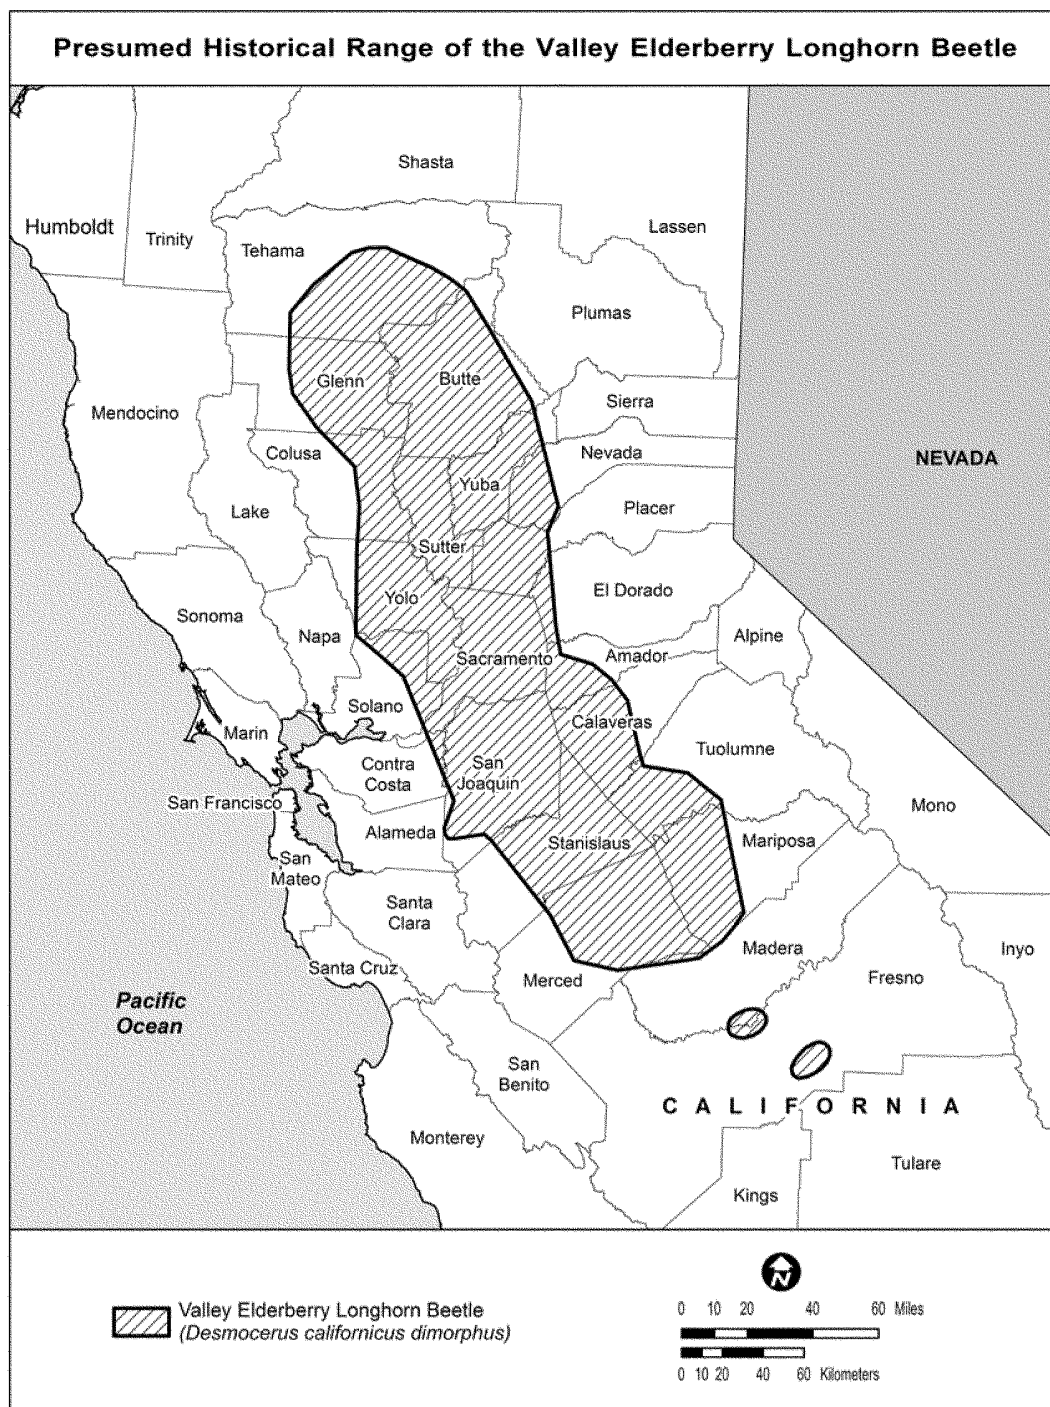 Presumed Historical Range of the Valley Elderberry Longhorn Beetle
Shasta
Humboldt
Trinity
Lassen
Tehama
Plumas
Glenn
Butte
Sierra
Mendocino
Colusa
Nevada
NEVADA
Yuba
Lake
Placer
Sutter
Yolo
El Dorado
Sonoma
Napa
Alpine
Sacramento
Amador
Solano
Calaveras
Marin
Tuolumne
Contra
Costa
San
Joaquin
San Francisco
Mono
Alameda
Stanislaus
Mariposa
San
Mateo
Santa
Clara
Madera
Inyo
Santa Cruz
Merced
Fresno
Pacific
Ocean
San
Benito
CALIFORNIA
Monterey
Tulare
Kings
N
Valley Elderberry Longhorn Beetle
(Desmocerus californicus dimorphus)
0 10 20 40 60 Miles
0 10 20 40 60 Kilometers